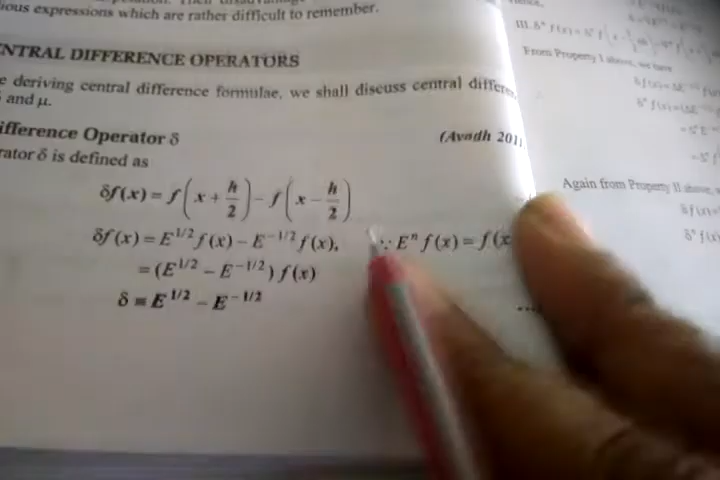 ious expressions which are rather difficult to remember.
ENTRAL DIFFERENCE OPERATORS
e deriving central difference formulae, we shall discuss central differe
and μ.
ifference Operator δ (Avadh 201
rator δ is defined as
δf(x) = f(x + h/2) − f(x − h/2)
δf(x) = E^{1/2} f(x) − E^{−1/2} f(x), ∵ E^n f(x) = f(x
= (E^{1/2} − E^{−1/2}) f(x)
δ ≡ E^{1/2} − E^{−1/2}
From Property I above, we have
Again from Property II above,